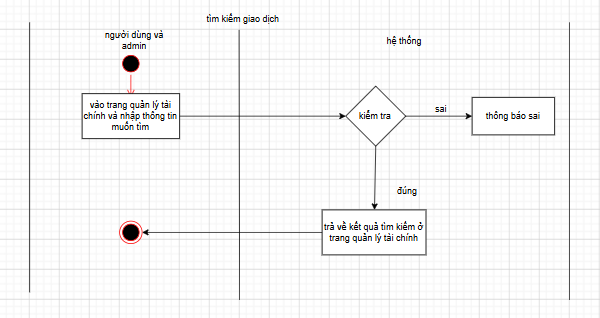 tìm kiếm giao dịch
người dùng và
admin
hệ thống
vào trang quản lý tài
chính và nhập thông tin
muốn tìm
kiểm tra
sai
thông báo sai
đúng
trả về kết quả tìm kiếm ở
trang quản lý tài chính